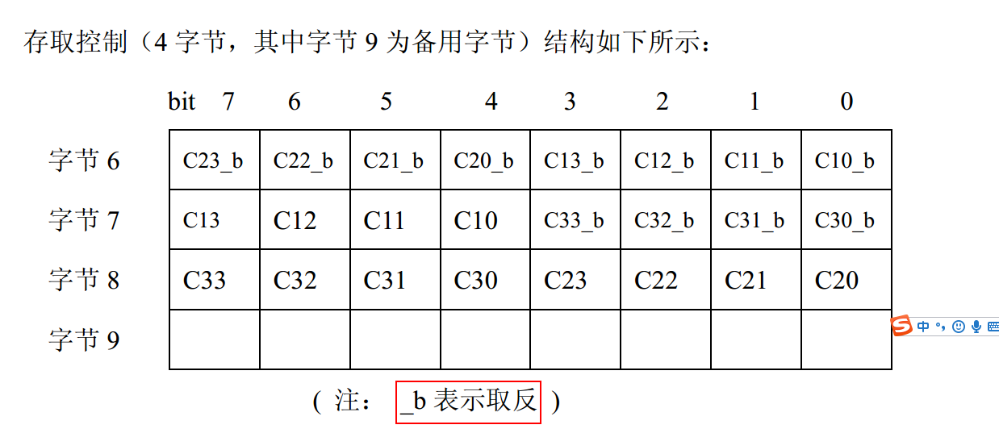 存取控制（4 字节，其中字节 9 为备用字节）结构如下所示：
bit 7 6 5 4 3 2 1 0
字节 6 C23_b C22_b C21_b C20_b C13_b C12_b C11_b C10_b
字节 7 C13 C12 C11 C10 C33_b C32_b C31_b C30_b
字节 8 C33 C32 C31 C30 C23 C22 C21 C20
字节 9
S 中
( 注： _b 表示取反 )